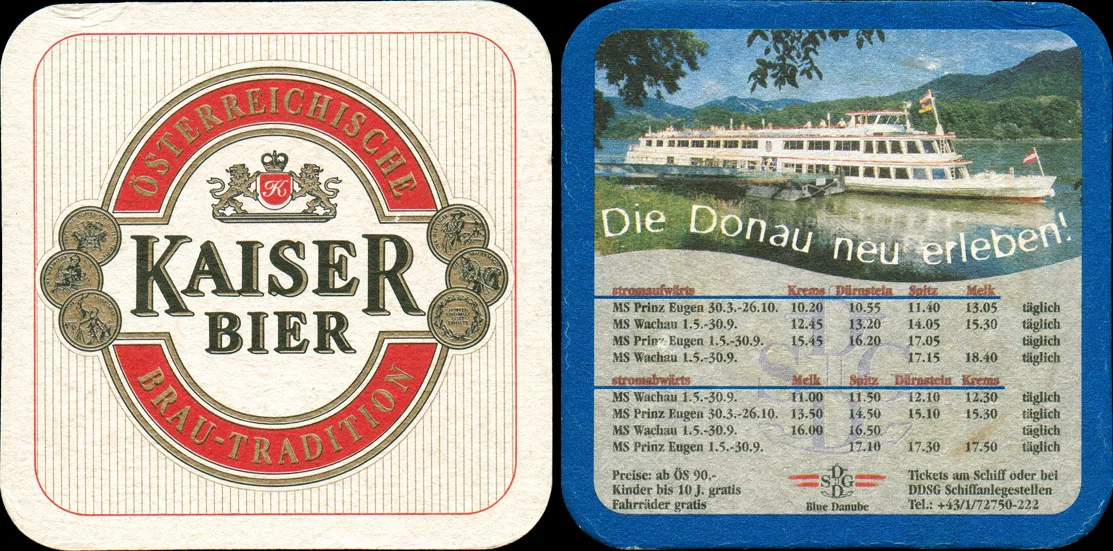 ÖSTERREICHISCHE
K
KAISER
BIER
BRAU-TRADITION
Die Donau neu erleben!
stromaufwärts Krems Dürnstein Spitz Melk
MS Prinz Eugen 30.3.-26.10. 10.20 10.55 11.40 13.05 täglich
MS Wachau 1.5.-30.9. 12.45 13.20 14.05 15.30 täglich
MS Prinz Eugen 1.5.-30.9. 15.45 16.20 17.05 täglich
MS Wachau 1.5.-30.9. 17.15 18.40 täglich
stromabwärts Melk Spitz Dürnstein Krems
MS Wachau 1.5.-30.9. 11.00 11.50 12.10 12.30 täglich
MS Prinz Eugen 30.3.-26.10. 13.50 14.50 15.10 15.30 täglich
MS Wachau 1.5.-30.9. 16.00 16.50 täglich
MS Prinz Eugen 1.5.-30.9. 17.10 17.30 17.50 täglich
Preise: ab ÖS 90,-
Kinder bis 10 J. gratis
Fahrräder gratis
DDSG
Blue Danube
Tickets am Schiff oder bei
DDSG Schiffanlegestellen
Tel.: +43/1/72750-222